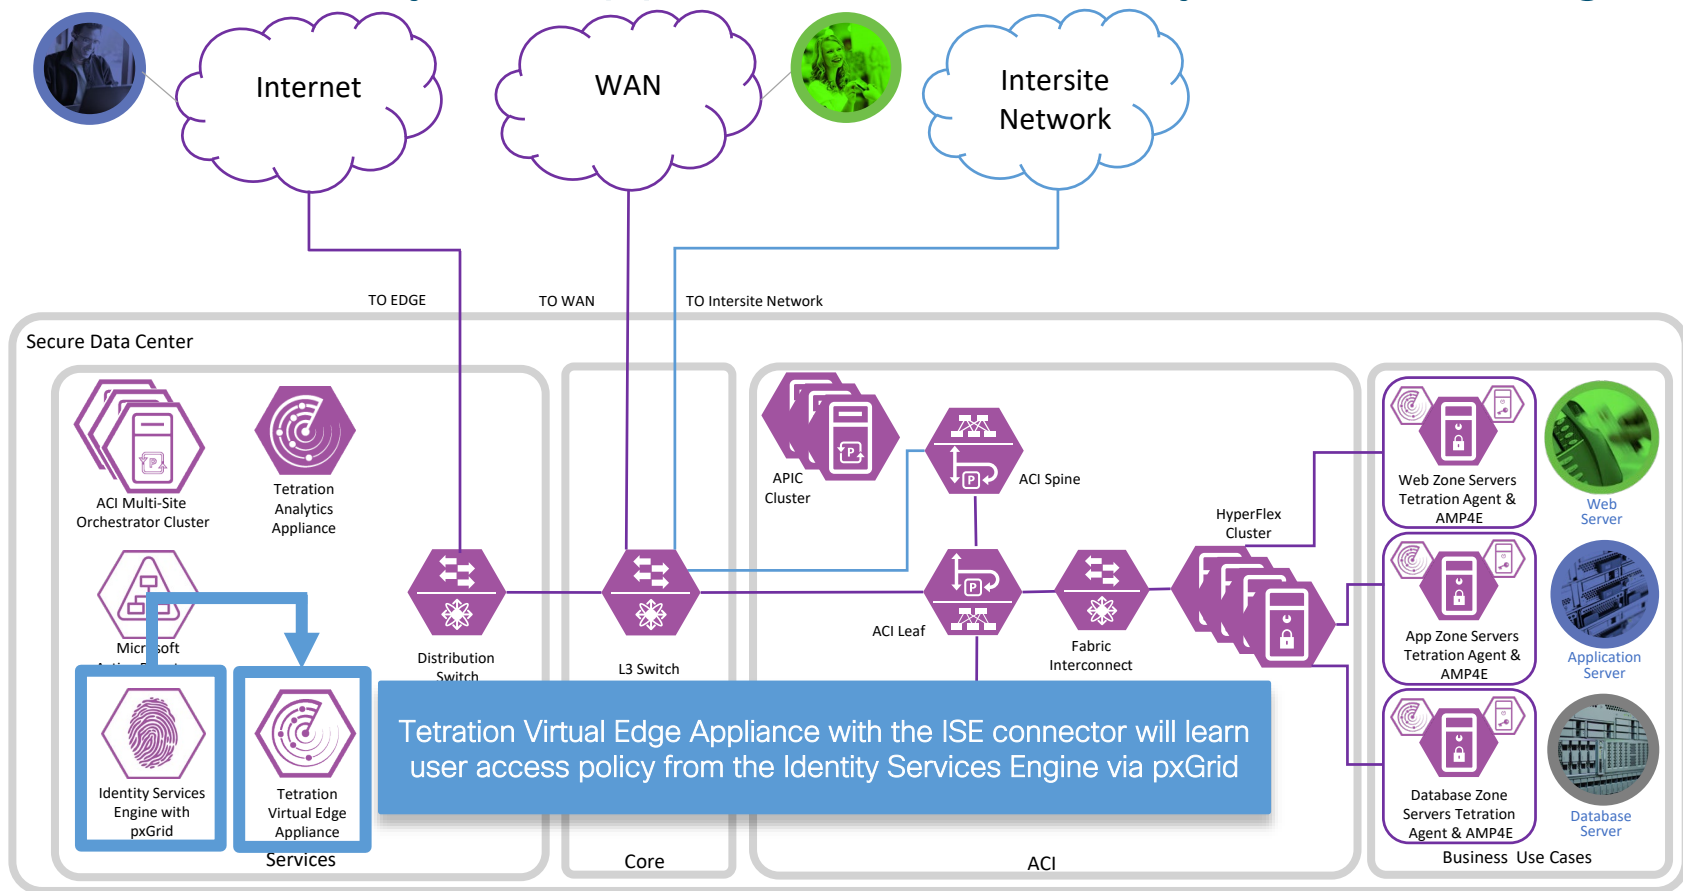 Internet
WAN
Intersite
Network
TO EDGE
TO WAN
TO Intersite Network
Secure Data Center
ACI Multi-Site
Orchestrator Cluster
Tetration
Analytics
Appliance
Microsoft
Distribution
Switch
L3 Switch
APIC
Cluster
ACI Spine
ACI Leaf
Fabric
Interconnect
HyperFlex
Cluster
Web Zone Servers
Tetration Agent &
AMP4E
Web
Server
App Zone Servers
Tetration Agent &
AMP4E
Application
Server
Database Zone
Servers Tetration
Agent & AMP4E
Database
Server
Identity Services
Engine with
pxGrid
Tetration
Virtual Edge
Appliance
Tetration Virtual Edge Appliance with the ISE connector will learn
user access policy from the Identity Services Engine via pxGrid
Services
Core
ACI
Business Use Cases